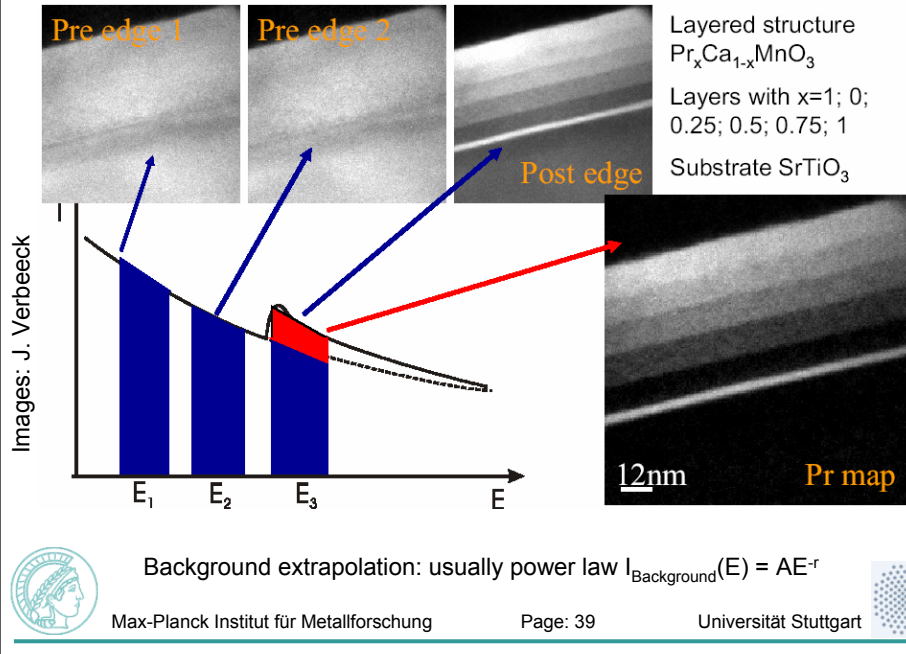 Pre edge 1
Pre edge 2
Post edge
Layered structure
PrₓCa₁₋ₓMnO₃
Layers with x=1; 0;
0.25; 0.5; 0.75; 1
Substrate SrTiO₃
Images: J. Verbeeck
I
E₁
E₂
E₃
E
12nm
Pr map
Background extrapolation: usually power law I_Background(E) = AE⁻ʳ
Max-Planck Institut für Metallforschung
Page: 39
Universität Stuttgart